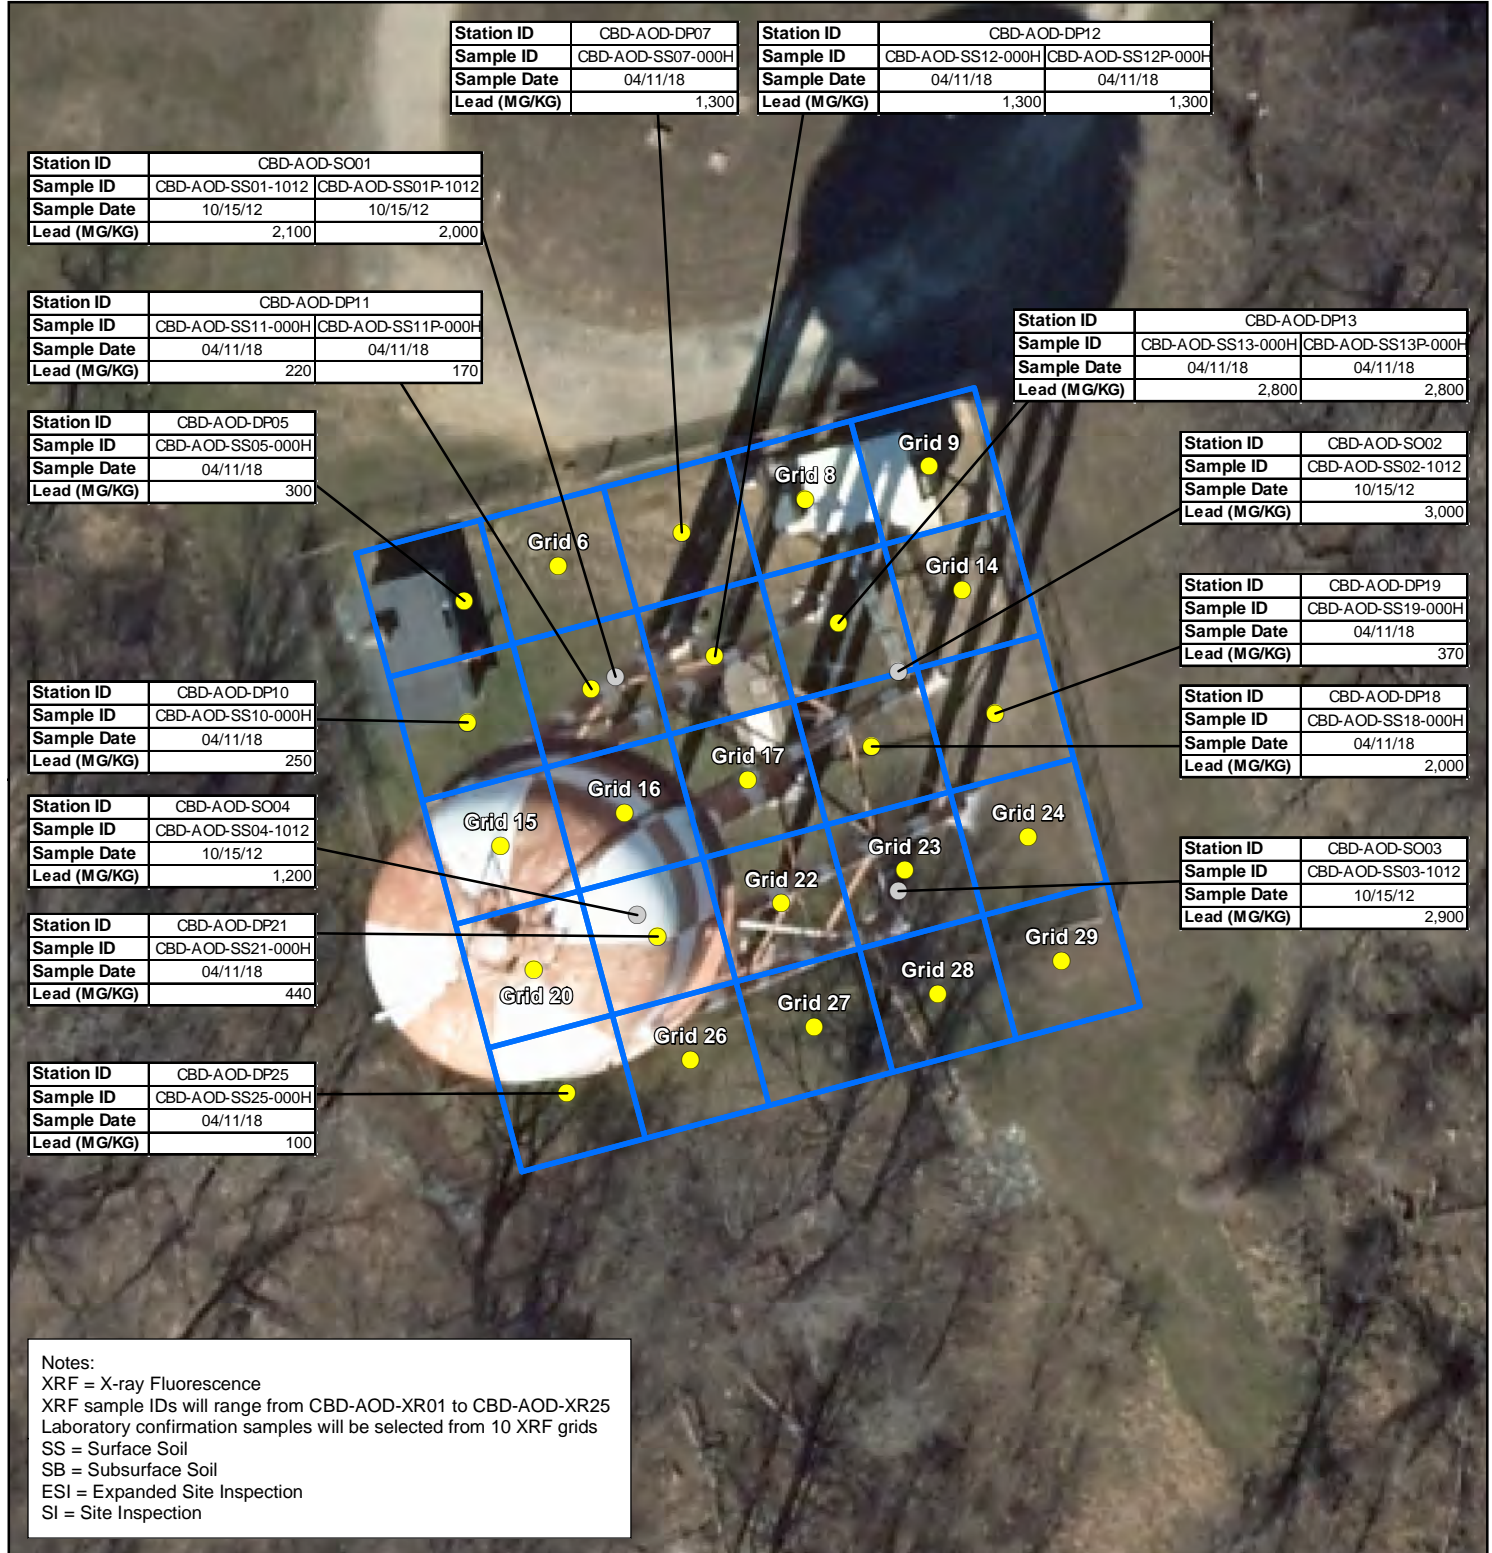 Station ID CBD-AOD-DP07
Sample ID CBD-AOD-SS07-000H
Sample Date 04/11/18
Lead (MG/KG) 1,300
Station ID CBD-AOD-DP12
Sample ID CBD-AOD-SS12-000H CBD-AOD-SS12P-000H
Sample Date 04/11/18 04/11/18
Lead (MG/KG) 1,300 1,300
Station ID CBD-AOD-SO01
Sample ID CBD-AOD-SS01-1012 CBD-AOD-SS01P-1012
Sample Date 10/15/12 10/15/12
Lead (MG/KG) 2,100 2,000
Station ID CBD-AOD-DP11
Sample ID CBD-AOD-SS11-000H CBD-AOD-SS11P-000H
Sample Date 04/11/18 04/11/18
Lead (MG/KG) 220 170
Station ID CBD-AOD-DP13
Sample ID CBD-AOD-SS13-000H CBD-AOD-SS13P-000H
Sample Date 04/11/18 04/11/18
Lead (MG/KG) 2,800 2,800
Station ID CBD-AOD-DP05
Sample ID CBD-AOD-SS05-000H
Sample Date 04/11/18
Lead (MG/KG) 300
Station ID CBD-AOD-SO02
Sample ID CBD-AOD-SS02-1012
Sample Date 10/15/12
Lead (MG/KG) 3,000
Grid 9
Grid 8
Grid 6
Grid 14
Station ID CBD-AOD-DP19
Sample ID CBD-AOD-SS19-000H
Sample Date 04/11/18
Lead (MG/KG) 370
Station ID CBD-AOD-DP10
Sample ID CBD-AOD-SS10-000H
Sample Date 04/11/18
Lead (MG/KG) 250
Station ID CBD-AOD-DP18
Sample ID CBD-AOD-SS18-000H
Sample Date 04/11/18
Lead (MG/KG) 2,000
Grid 17
Grid 16
Grid 15
Grid 24
Grid 23
Grid 22
Station ID CBD-AOD-SO04
Sample ID CBD-AOD-SS04-1012
Sample Date 10/15/12
Lead (MG/KG) 1,200
Station ID CBD-AOD-SO03
Sample ID CBD-AOD-SS03-1012
Sample Date 10/15/12
Lead (MG/KG) 2,900
Station ID CBD-AOD-DP21
Sample ID CBD-AOD-SS21-000H
Sample Date 04/11/18
Lead (MG/KG) 440
Grid 29
Grid 28
Grid 20
Grid 27
Grid 26
Station ID CBD-AOD-DP25
Sample ID CBD-AOD-SS25-000H
Sample Date 04/11/18
Lead (MG/KG) 100
Notes:
XRF = X-ray Fluorescence
XRF sample IDs will range from CBD-AOD-XR01 to CBD-AOD-XR25
Laboratory confirmation samples will be selected from 10 XRF grids
SS = Surface Soil
SB = Subsurface Soil
ESI = Expanded Site Inspection
SI = Site Inspection